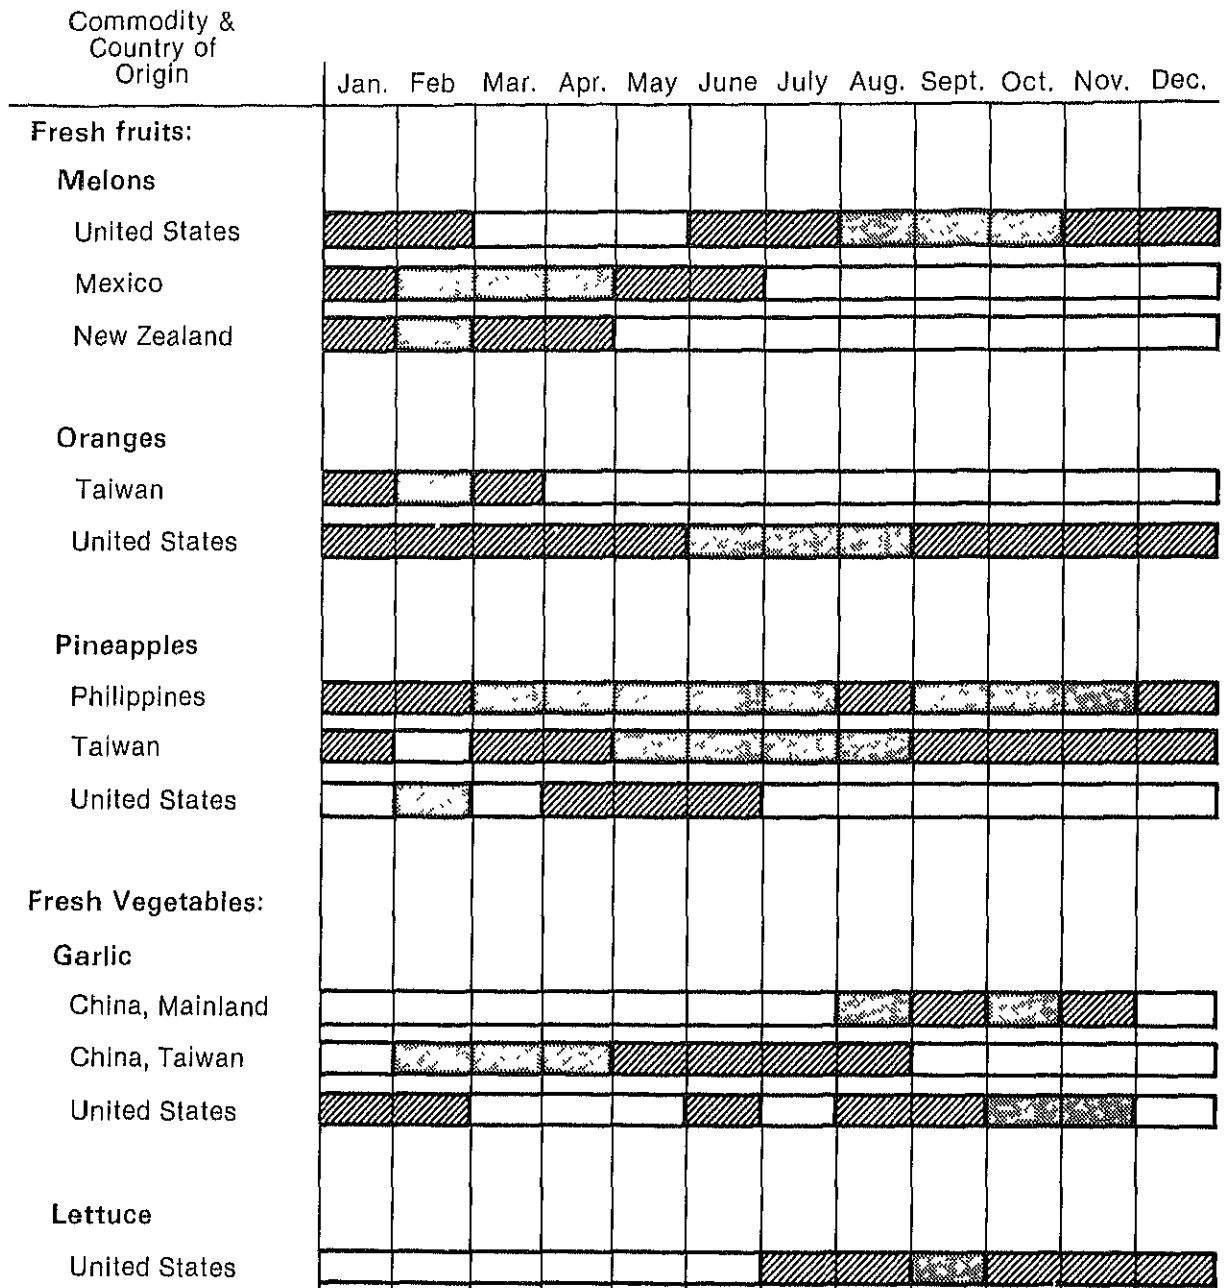 Commodity &
Country of
Origin
Jan. Feb Mar. Apr. May June July Aug. Sept. Oct. Nov. Dec.
Fresh fruits:
Melons
United States
Mexico
New Zealand
Oranges
Taiwan
United States
Pineapples
Philippines
Taiwan
United States
Fresh Vegetables:
Garlic
China, Mainland
China, Taiwan
United States
Lettuce
United States